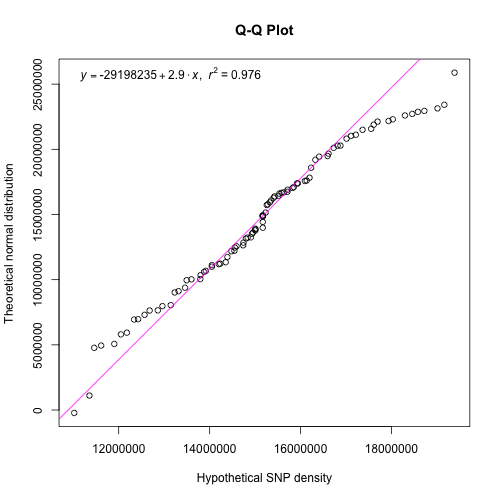 Q-Q Plot
y = -29198235 + 2.9 · x, r² = 0.976
Theoretical normal distribution
0 5000000 10000000 15000000 20000000 25000000
12000000 14000000 16000000 18000000
Hypothetical SNP density